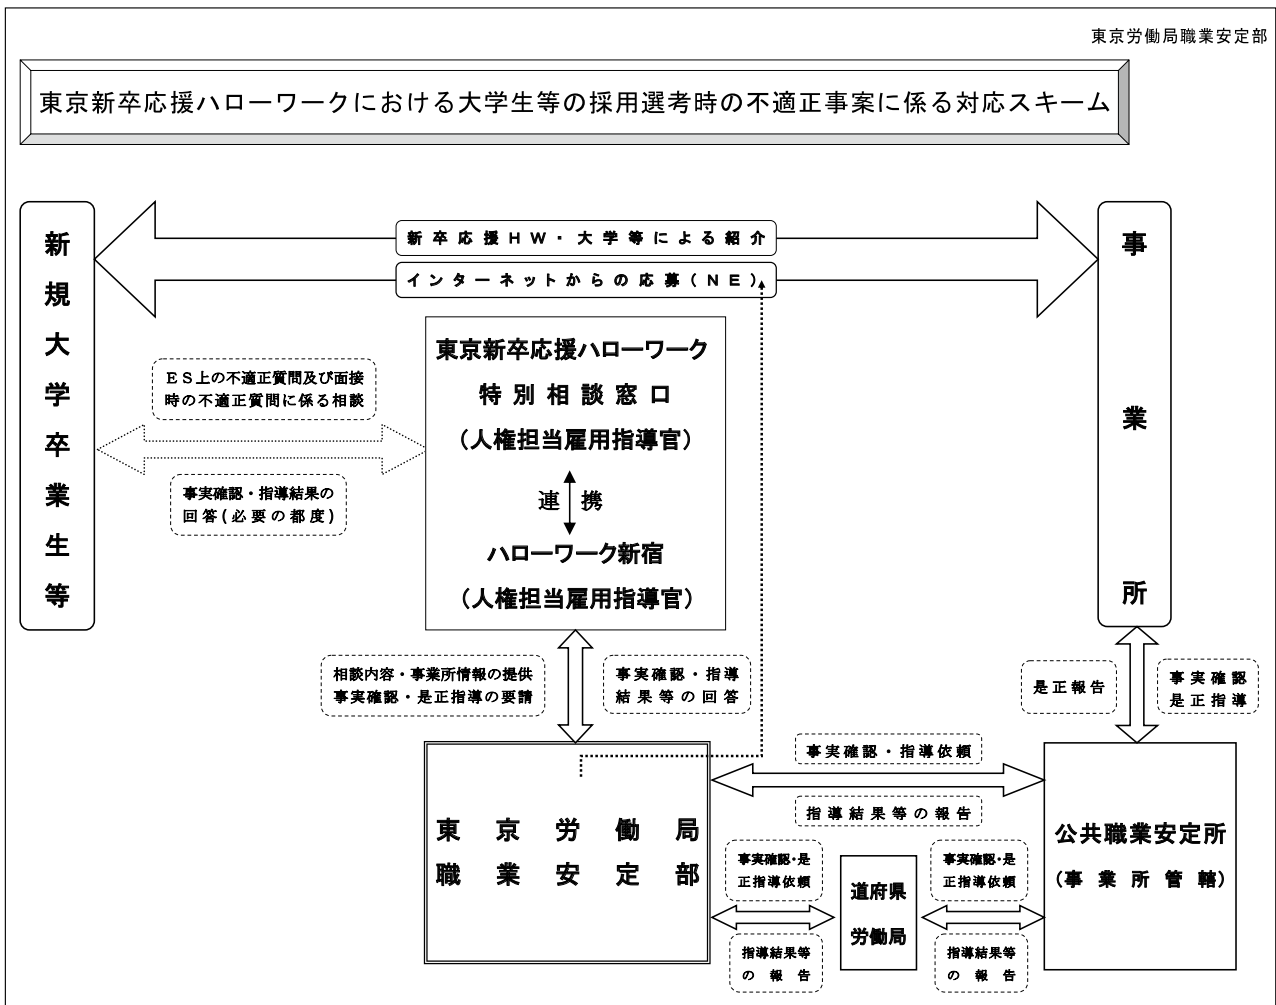 東京労働局職業安定部
東京新卒応援ハローワークにおける大学生等の採用選考時の不適正事案に係る対応スキーム
新規大学卒業生等
新卒応援HW・大学等による紹介
インターネットからの応募(NE)
事業所
東京新卒応援ハローワーク
特別相談窓口
(人権担当雇用指導官)
連携
ハローワーク新宿
(人権担当雇用指導官)
ES上の不適正質問及び面接
時の不適正質問に係る相談
事実確認・指導結果の
回答(必要の都度)
相談内容・事業所情報の提供
事実確認・是正指導の要請
事実確認・指導
結果等の回答
是正報告
事実確認
是正指導
東京労働局
職業安定部
事実確認・指導依頼
指導結果等の報告
公共職業安定所
(事業所管轄)
事実確認・是
正指導依頼
指導結果等
の報告
道府県
労働局
事実確認・是
正指導依頼
指導結果等
の報告